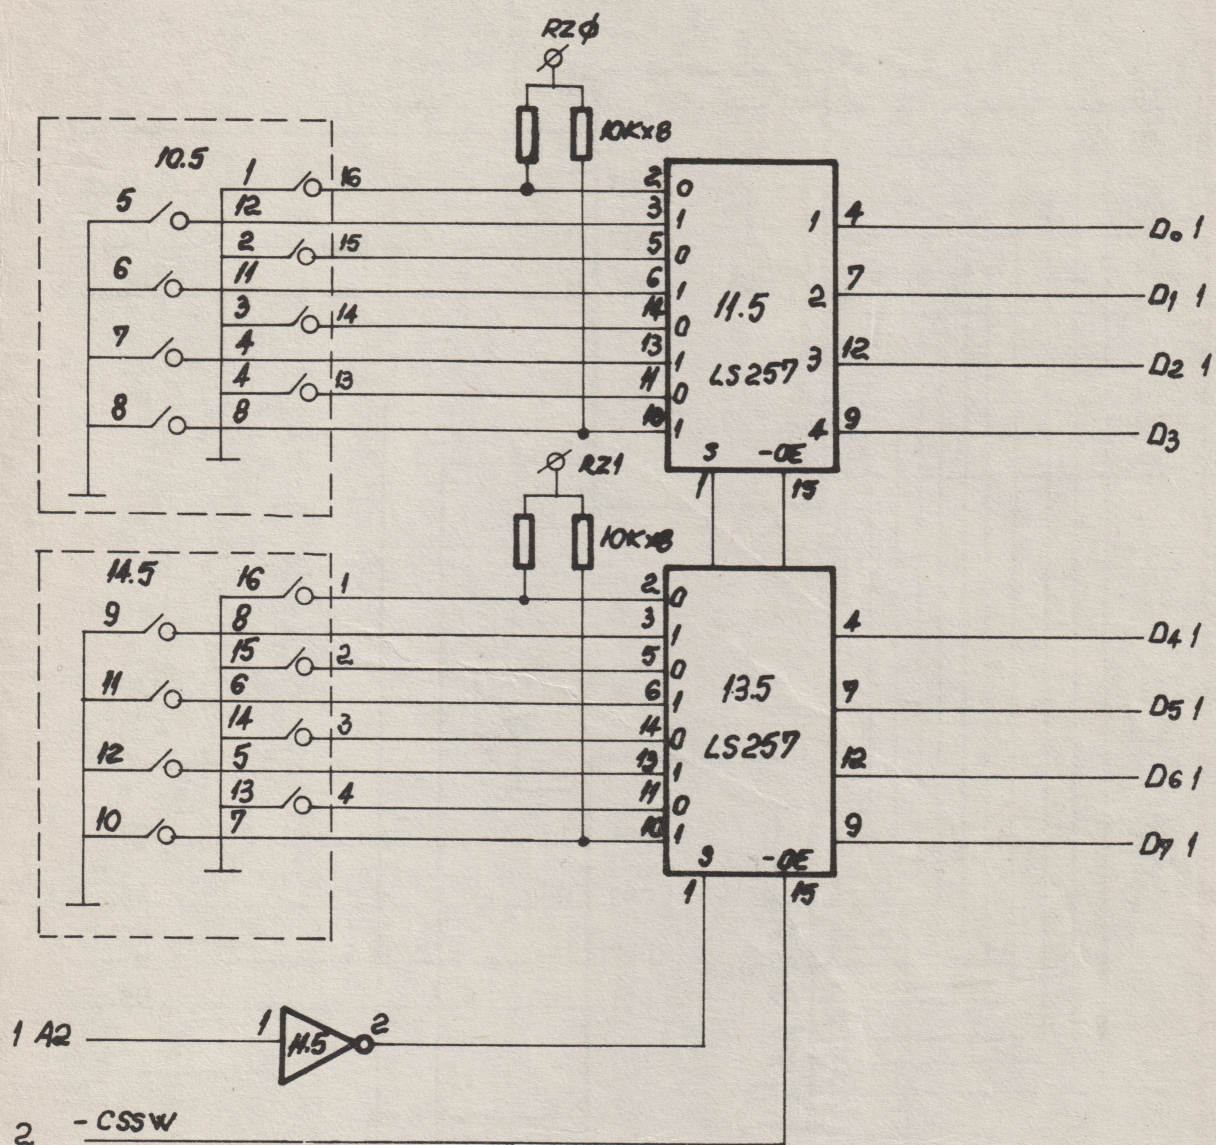 RZϕ
10K×8
10.5
1 16
2 0
5 12
3 1
1 4 D0 1
2 15
5 0
6 11
6 1
2 7 D1 1
3 14
14 0
11.5
7 4
13 1
LS257
3 12 D2 1
4 13
11 0
8 8
10 1
4 9 D3
S -OE
1 15
RZ1
10K×8
14.5
16 1
2 0
9 8
3 1
4 D4 1
15 2
5 0
11 6
6 1
13.5
7 D5 1
14 3
14 0
LS257
12 5
13 1
12 D6 1
13 4
11 0
10 7
10 1
9 D7 1
S -OE
1 15
1 A2 1 11.5 2
2 -CSSW